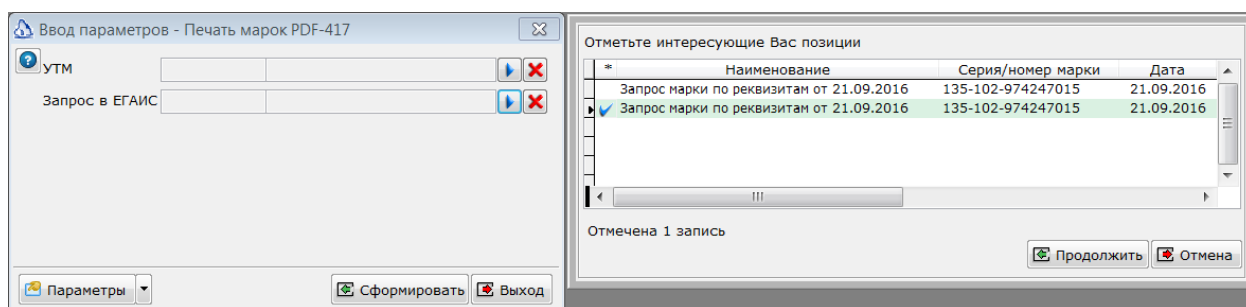 Ввод параметров - Печать марок PDF-417
УТМ
Запрос в ЕГАИС
Параметры
Сформировать
Выход
Отметьте интересующие Вас позиции
* Наименование Серия/номер марки Дата
Запрос марки по реквизитам от 21.09.2016 135-102-974247015 21.09.2016
Запрос марки по реквизитам от 21.09.2016 135-102-974247015 21.09.2016
Отмечена 1 запись
Продолжить
Отмена